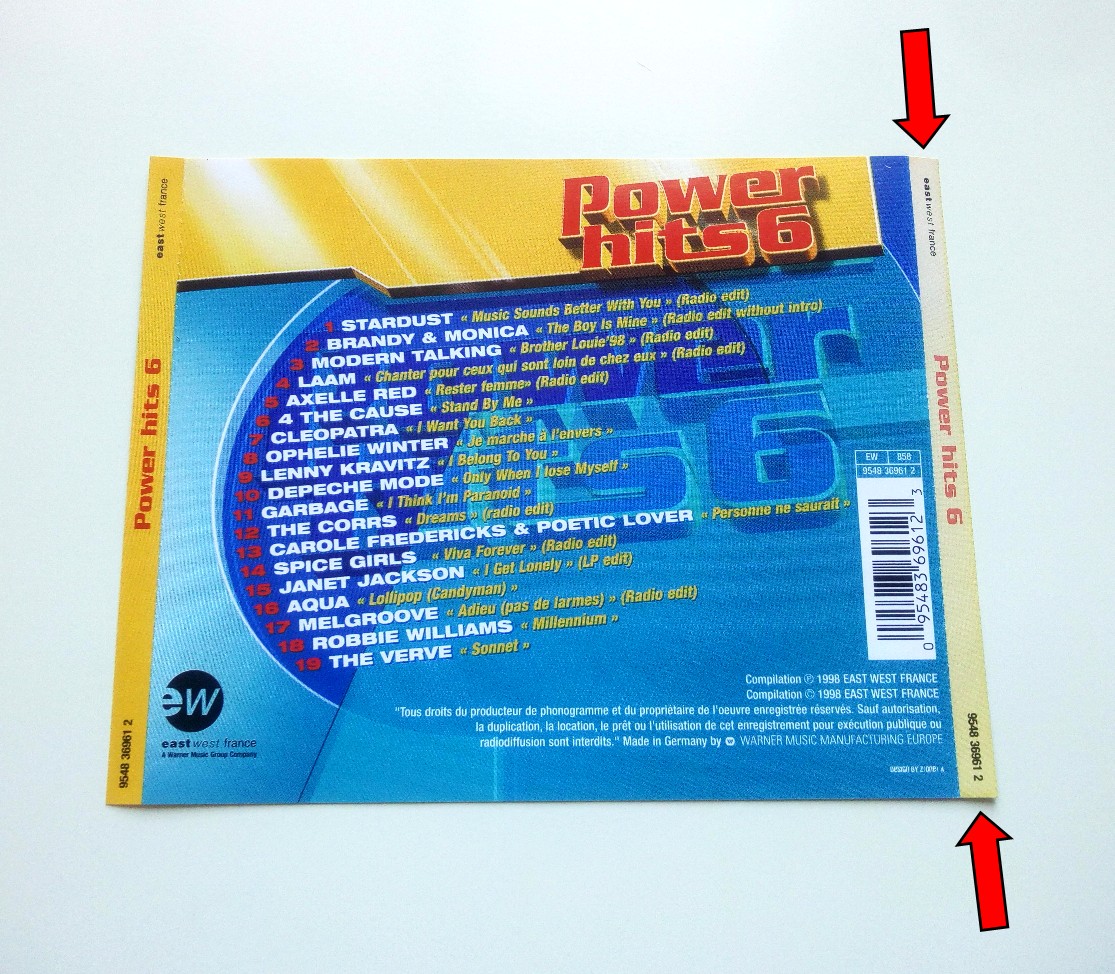 east west france
Power hits 6
9548 36961 2
Power
hits 6
1 STARDUST « Music Sounds Better With You » (Radio edit)
2 BRANDY & MONICA « The Boy Is Mine » (Radio edit without intro)
3 MODERN TALKING « Brother Louie'98 » (Radio edit)
4 LAAM « Chanter pour ceux qui sont loin de chez eux » (Radio edit)
5 AXELLE RED « Rester femme» (Radio edit)
6 4 THE CAUSE « Stand By Me »
7 CLEOPATRA « I Want You Back »
8 OPHELIE WINTER « Je marche à l'envers »
9 LENNY KRAVITZ « I Belong To You »
10 DEPECHE MODE « Only When I lose Myself »
11 GARBAGE « I Think I'm Paranoid »
12 THE CORRS « Dreams » (radio edit)
13 CAROLE FREDERICKS & POETIC LOVER « Personne ne saurait »
14 SPICE GIRLS « Viva Forever » (Radio edit)
15 JANET JACKSON « I Get Lonely » (LP edit)
16 AQUA « Lollipop (Candyman) »
17 MELGROOVE « Adieu (pas de larmes) » (Radio edit)
18 ROBBIE WILLIAMS « Millennium »
19 THE VERVE « Sonnet »
EW 858
9548 36961 2
0 95483 69612 3
ew
east west france
A Warner Music Group Company
Compilation ℗ 1998 EAST WEST FRANCE
Compilation © 1998 EAST WEST FRANCE
"Tous droits du producteur de phonogramme et du propriétaire de l'oeuvre enregistrée réservés. Sauf autorisation,
la duplication, la location, le prêt ou l'utilisation de cet enregistrement pour exécution publique ou
radiodiffusion sont interdits." Made in Germany by WARNER MUSIC MANUFACTURING EUROPE
DESIGN BY
east west france
Power hits 6
9548 36961 2